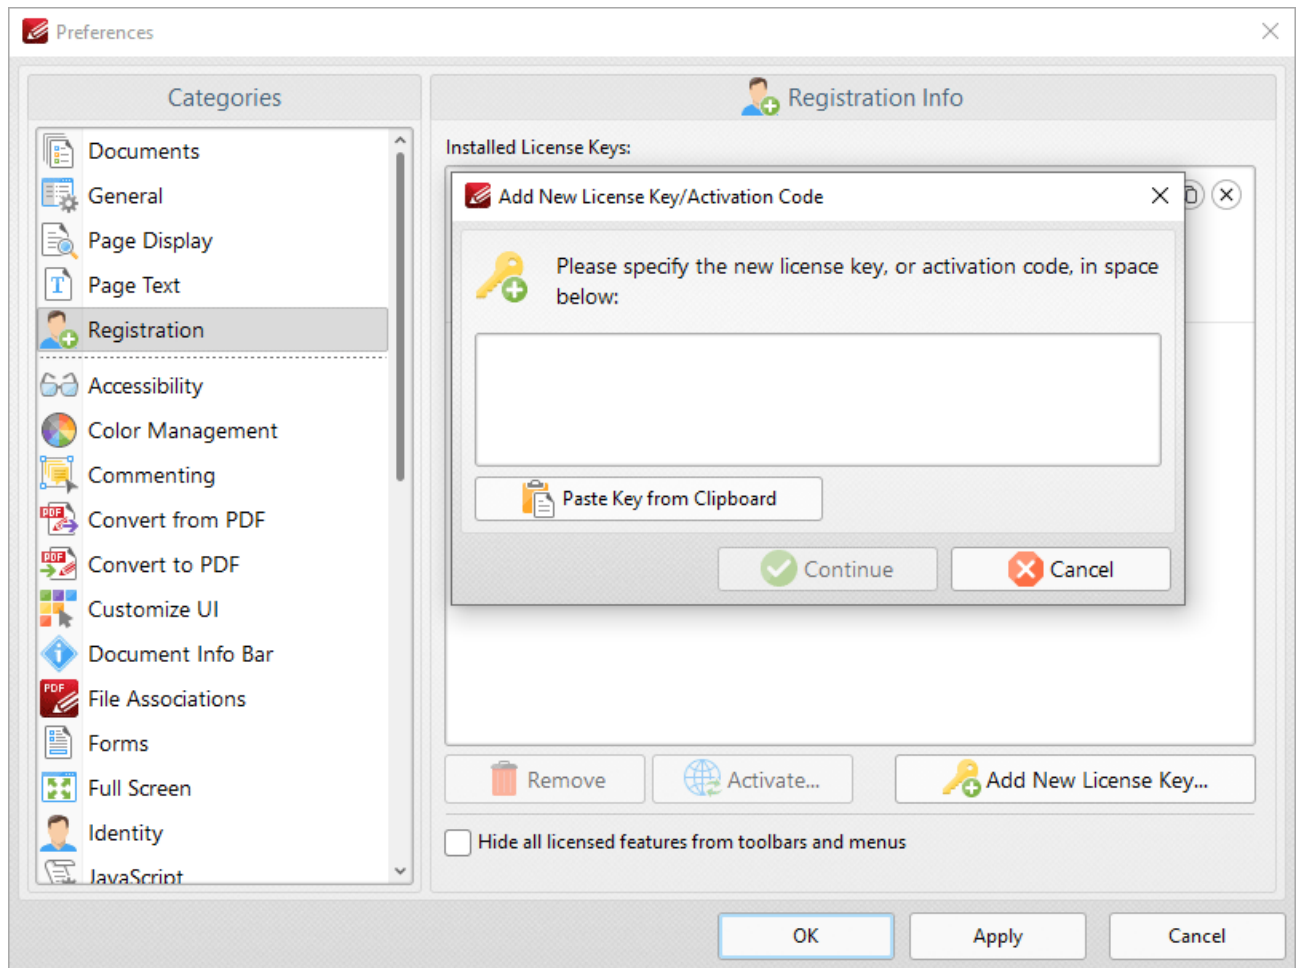 Preferences
Categories
Documents
General
Page Display
T
Page Text
Registration
Accessibility
Color Management
Commenting
PDF
Convert from PDF
PDF
Convert to PDF
Customize UI
i
Document Info Bar
PDF
File Associations
Forms
Full Screen
Identity
JavaScript
Registration Info
Installed License Keys:
Add New License Key/Activation Code
Please specify the new license key, or activation code, in space
below:
Paste Key from Clipboard
Continue
Cancel
Remove
Activate...
Add New License Key...
Hide all licensed features from toolbars and menus
OK
Apply
Cancel